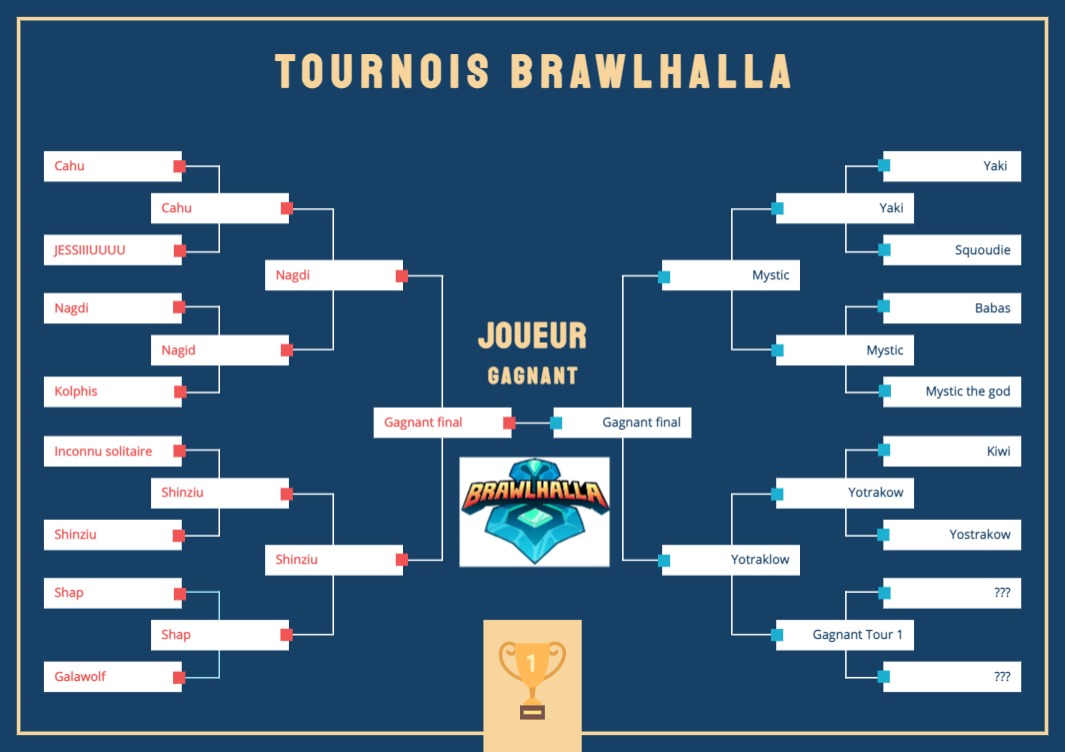 TOURNOIS BRAWLHALLA
Cahu
JESSIIIUUUU
Cahu
Nagdi
Kolphis
Nagid
Nagdi
Inconnu solitaire
Shinziu
Shinziu
Shap
Galawolf
Shap
Shinziu
Gagnant final
JOUEUR
GAGNANT
Gagnant final
BRAWLHALLA
1
Mystic
Yaki
Yaki
Squoudie
Mystic
Babas
Mystic the god
Yotraklow
Yotrakow
Kiwi
Yostrakow
Gagnant Tour 1
???
???